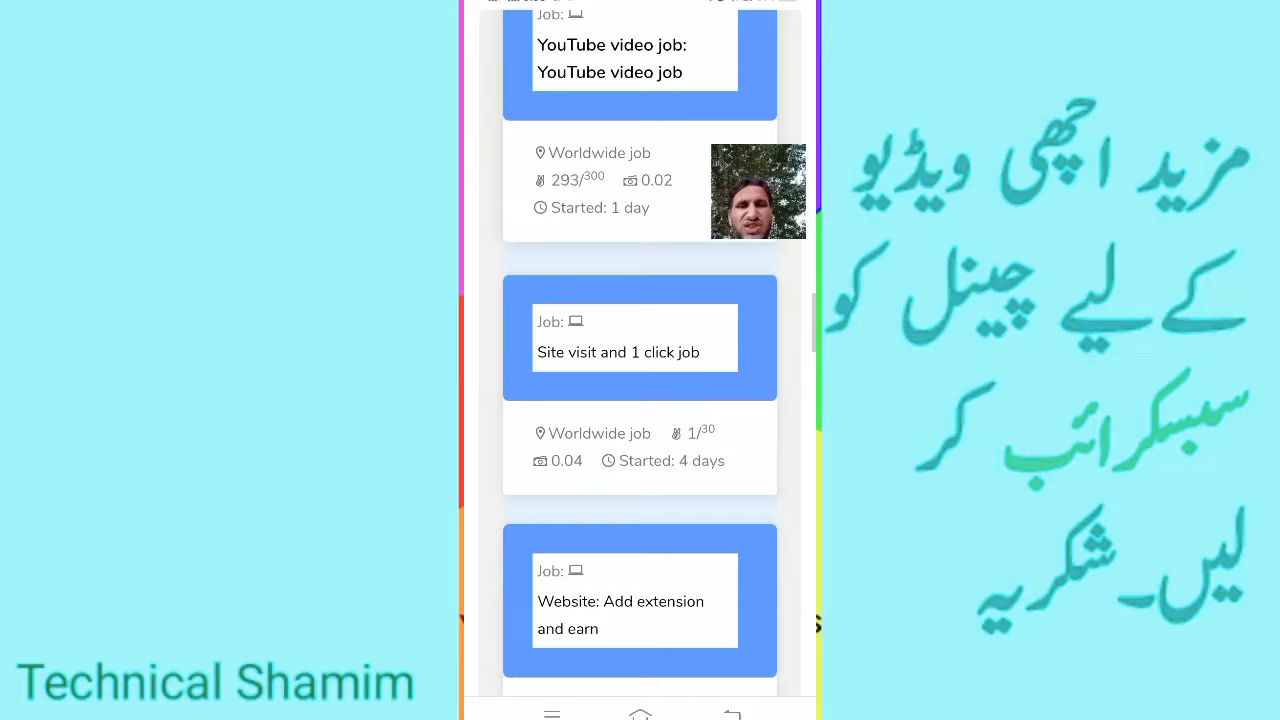 Job:
YouTube video job:
YouTube video job
Worldwide job
293/300 0.02
Started: 1 day
Job:
Site visit and 1 click job
Worldwide job 1/30
0.04 Started: 4 days
Job:
Website: Add extension
and earn
مزید اچھی ویڈیو
کے لیے چینل کو
سبسکرائب کر
لیں۔ شکریہ
Technical Shamim